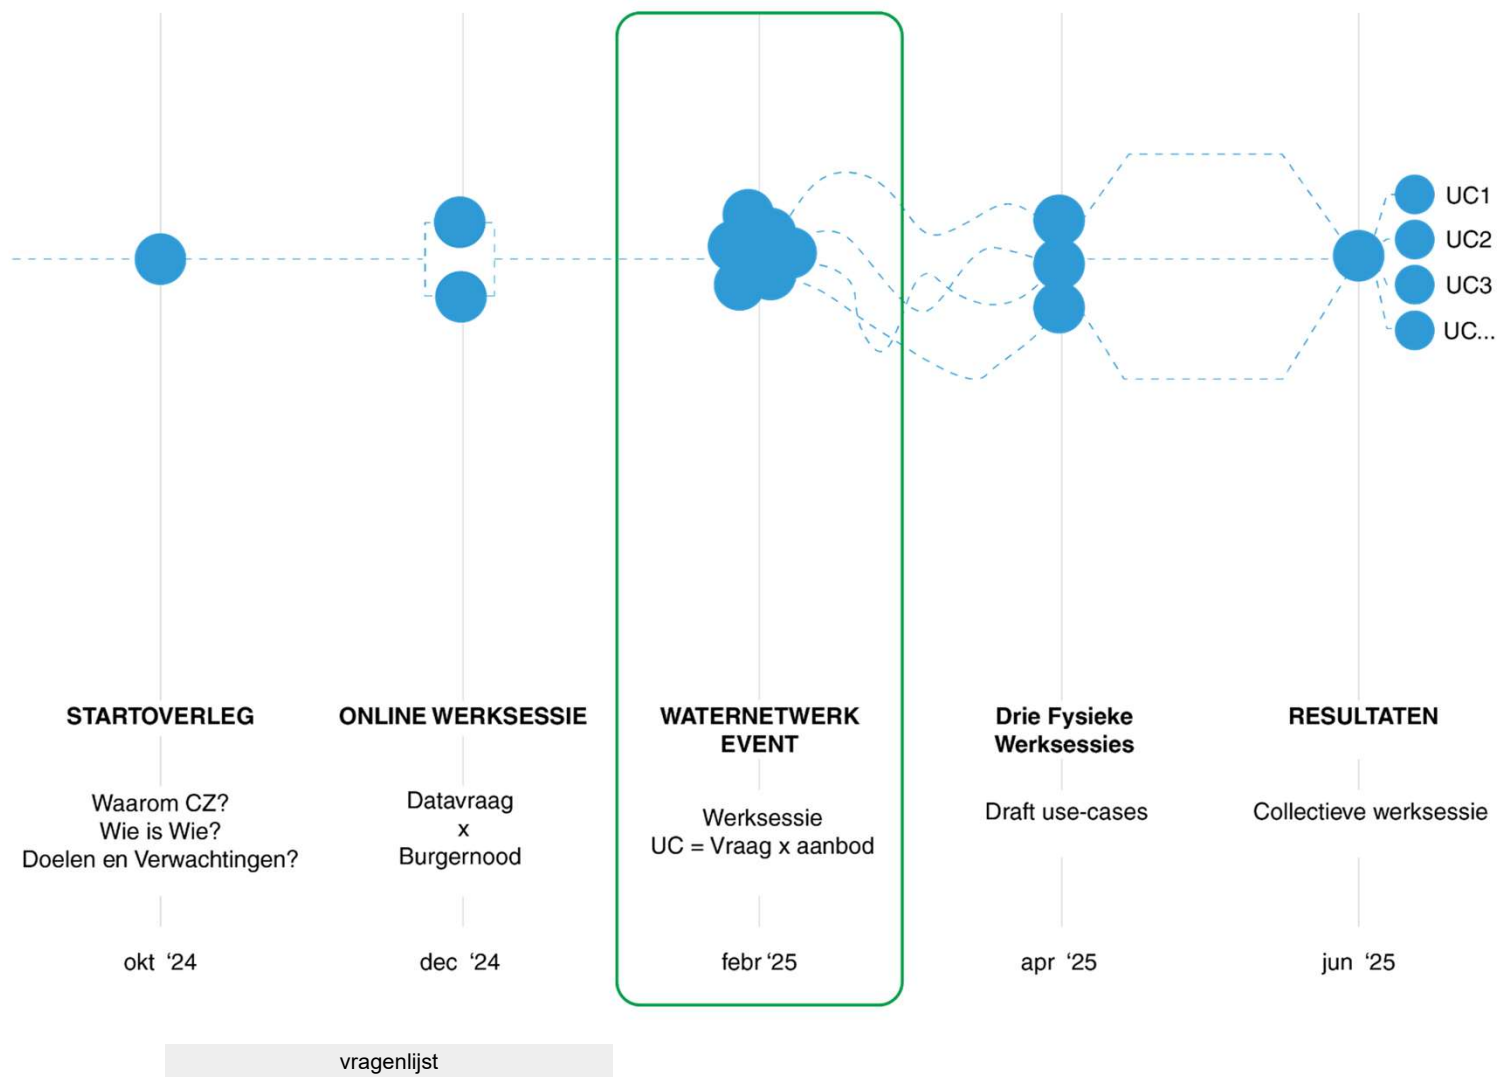 UC1
UC2
UC3
UC...
STARTOVERLEG
Waarom CZ?
Wie is Wie?
Doelen en Verwachtingen?
okt ‘24
ONLINE WERKSESSIE
Datavraag
x
Burgernood
dec ‘24
WATERNETWERK
EVENT
Werksessie
UC = Vraag x aanbod
febr ‘25
Drie Fysieke
Werksessies
Draft use-cases
apr ‘25
RESULTATEN
Collectieve werksessie
jun ‘25
vragenlijst